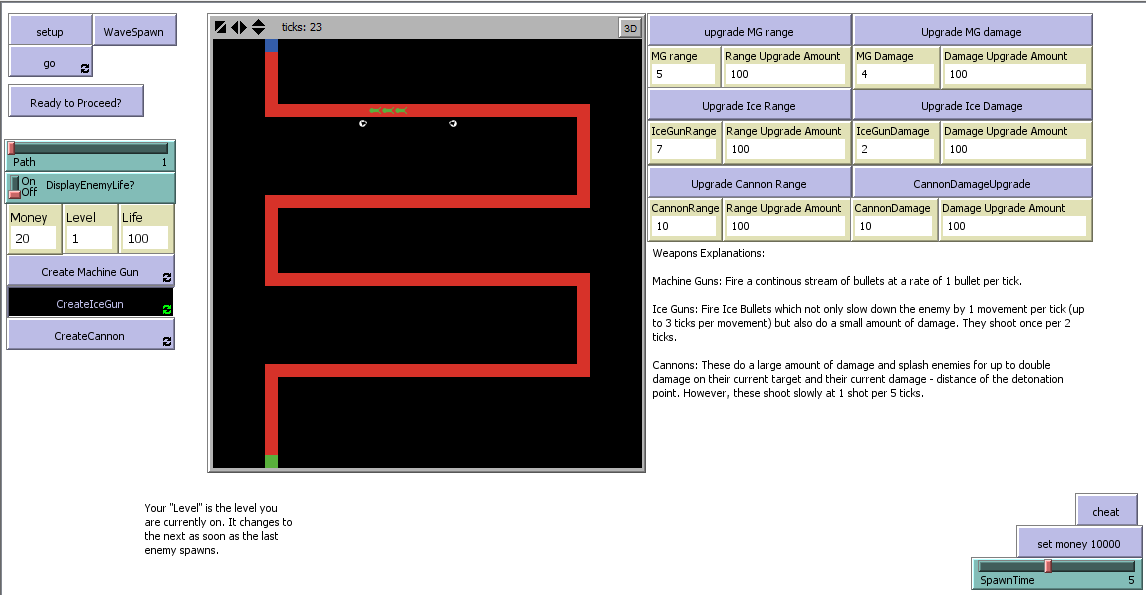 setup
WaveSpawn
go
Ready to Proceed?
Path 1
On
Off
DisplayEnemyLife?
Money
20
Level
1
Life
100
Create Machine Gun
CreateIceGun
CreateCannon
ticks: 23
3D
upgrade MG range
Upgrade MG damage
MG range
5
Range Upgrade Amount
100
MG Damage
4
Damage Upgrade Amount
100
Upgrade Ice Range
Upgrade Ice Damage
IceGunRange
7
Range Upgrade Amount
100
IceGunDamage
2
Damage Upgrade Amount
100
Upgrade Cannon Range
CannonDamageUpgrade
CannonRange
10
Range Upgrade Amount
100
CannonDamage
10
Damage Upgrade Amount
100
Weapons Explanations:
Machine Guns: Fire a continous stream of bullets at a rate of 1 bullet per tick.
Ice Guns: Fire Ice Bullets which not only slow down the enemy by 1 movement per tick (up
to 3 ticks per movement) but also do a small amount of damage. They shoot once per 2
ticks.
Cannons: These do a large amount of damage and splash enemies for up to double
damage on their current target and their current damage - distance of the detonation
point. However, these shoot slowly at 1 shot per 5 ticks.
Your "Level" is the level you
are currently on. It changes to
the next as soon as the last
enemy spawns.
cheat
set money 10000
SpawnTime 5